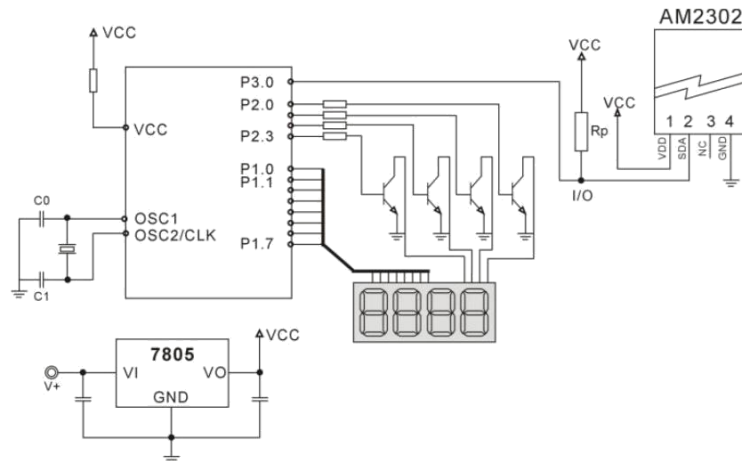 AM2302
VCC
VCC
P3.0
P2.0
VCC
VCC
P2.3
Rp
1 2 3 4
VDD
SDA
NC
GND
P1.0
P1.1
I/O
C0
OSC1
OSC2/CLK
P1.7
C1
8888
7805
VCC
VI
VO
V+
GND